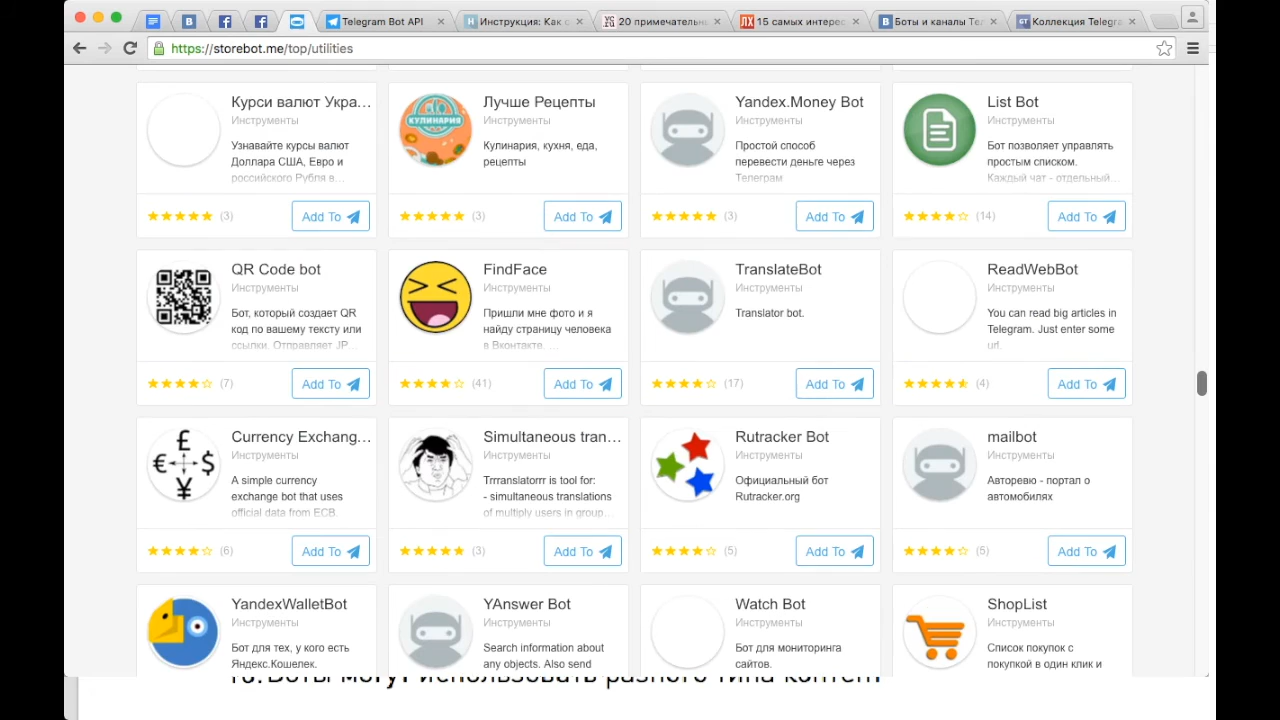 Telegram Bot API
Инструкция: Как о
20 примечательн
15 самых интере
Боты и каналы Te
Коллекция Telegra
https://storebot.me/top/utilities
Курси валют Укра...
Инструменты
Узнавайте курсы валют
Доллара США, Евро и
российского Рубля в...
(3)
Add To
Лучше Рецепты
Инструменты
Кулинария, кухня, еда,
рецепты
КУЛИНАРИЯ
(3)
Add To
Yandex.Money Bot
Инструменты
Простой способ
перевести деньге через
Телеграм
(3)
Add To
List Bot
Инструменты
Бот позволяет управлять
простым списком.
Каждый чат - отдельный...
(14)
Add To
QR Code bot
Инструменты
Бот, который создает QR
код по вашему тексту или
ссылки. Отправляет JP...
(7)
Add To
FindFace
Инструменты
Пришли мне фото и я
найду страницу человека
в Вконтакте. ...
(41)
Add To
TranslateBot
Инструменты
Translator bot.
(17)
Add To
ReadWebBot
Инструменты
You can read big articles in
Telegram. Just enter some
url.
(4)
Add To
Currency Exchang...
Инструменты
A simple currency
exchange bot that uses
official data from ECB.
£
€ $
¥
(6)
Add To
Simultaneous tran...
Инструменты
Trrranslatorrr is tool for:
- simultaneous translations
of multiply users in group...
(3)
Add To
Rutracker Bot
Инструменты
Официальный бот
Rutracker.org
(5)
Add To
mailbot
Инструменты
Авторевю - портал о
автомобилях
(5)
Add To
YandexWalletBot
Инструменты
Бот для тех, у кого есть
Яндекс.Кошелек.
YAnswer Bot
Инструменты
Search information about
any objects. Also send
Watch Bot
Инструменты
Бот для мониторинга
сайтов.
ShopList
Инструменты
Список покупок с
покупкой в один клик и
Боты могут использовать разного типа контент